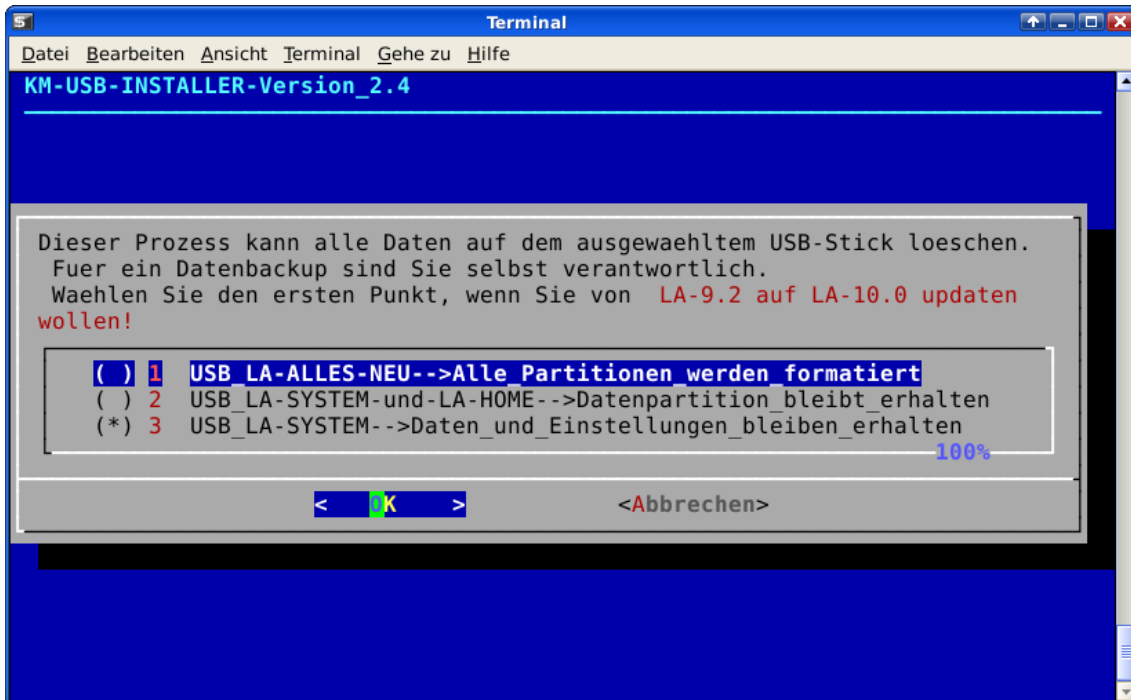 Terminal
Datei Bearbeiten Ansicht Terminal Gehe zu Hilfe
KM-USB-INSTALLER-Version_2.4
Dieser Prozess kann alle Daten auf dem ausgewaehltem USB-Stick loeschen.
Fuer ein Datenbackup sind Sie selbst verantwortlich.
Waehlen Sie den ersten Punkt, wenn Sie von LA-9.2 auf LA-10.0 updaten
wollen!
( ) 1 USB_LA-ALLES-NEU-->Alle_Partitionen_werden_formatiert
( ) 2 USB_LA-SYSTEM-und-LA-HOME-->Datenpartition_bleibt_erhalten
(*) 3 USB_LA-SYSTEM-->Daten_und_Einstellungen_bleiben_erhalten
100%
< OK > <Abbrechen>